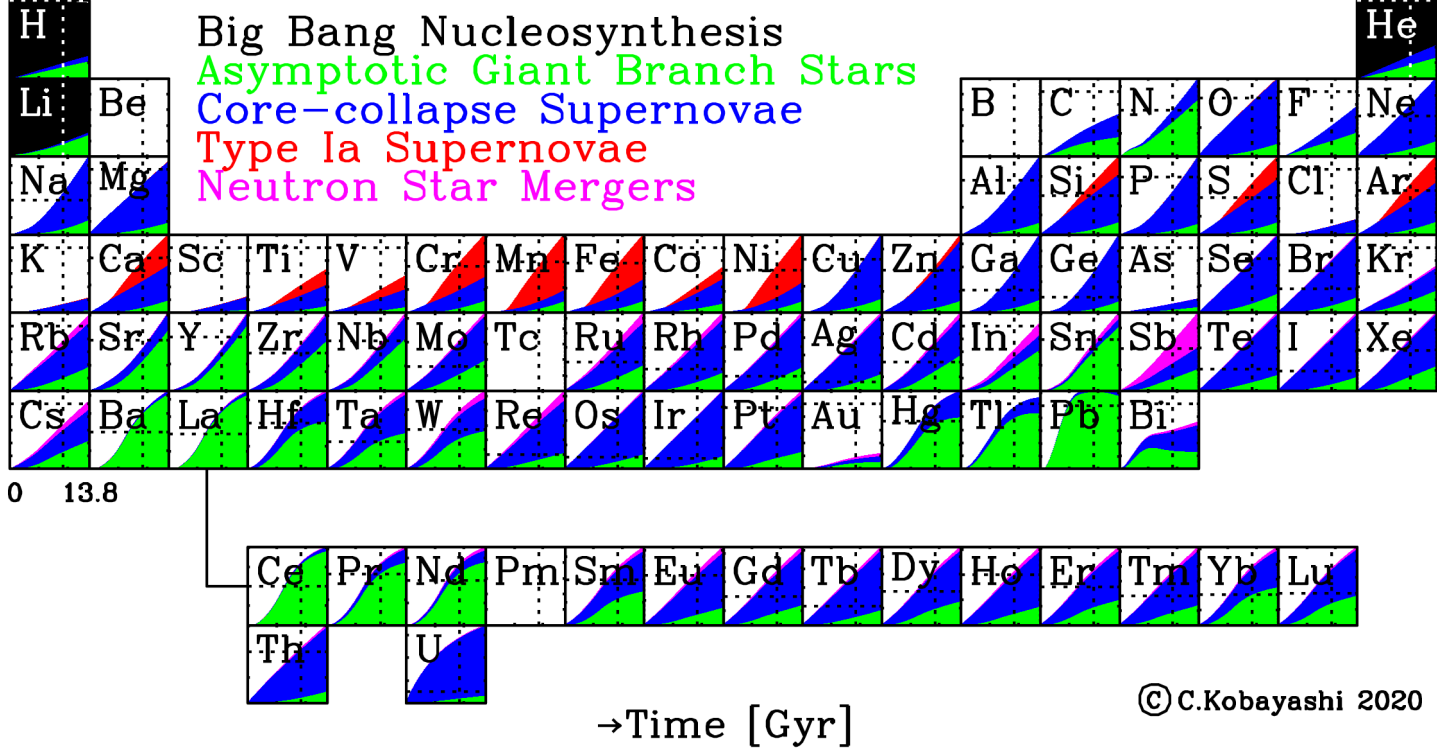 H He
Big Bang Nucleosynthesis
Asymptotic Giant Branch Stars
Core-collapse Supernovae
Type Ia Supernovae
Neutron Star Mergers
Li Be B C N O F Ne
Na Mg Al Si P S Cl Ar
K Ca Sc Ti V Cr Mn Fe Co Ni Cu Zn Ga Ge As Se Br Kr
Rb Sr Y Zr Nb Mo Tc Ru Rh Pd Ag Cd In Sn Sb Te I Xe
Cs Ba La Hf Ta W Re Os Ir Pt Au Hg Tl Pb Bi
0 13.8
Ce Pr Nd Pm Sm Eu Gd Tb Dy Ho Er Tm Yb Lu
Th U
→Time [Gyr]
© C.Kobayashi 2020